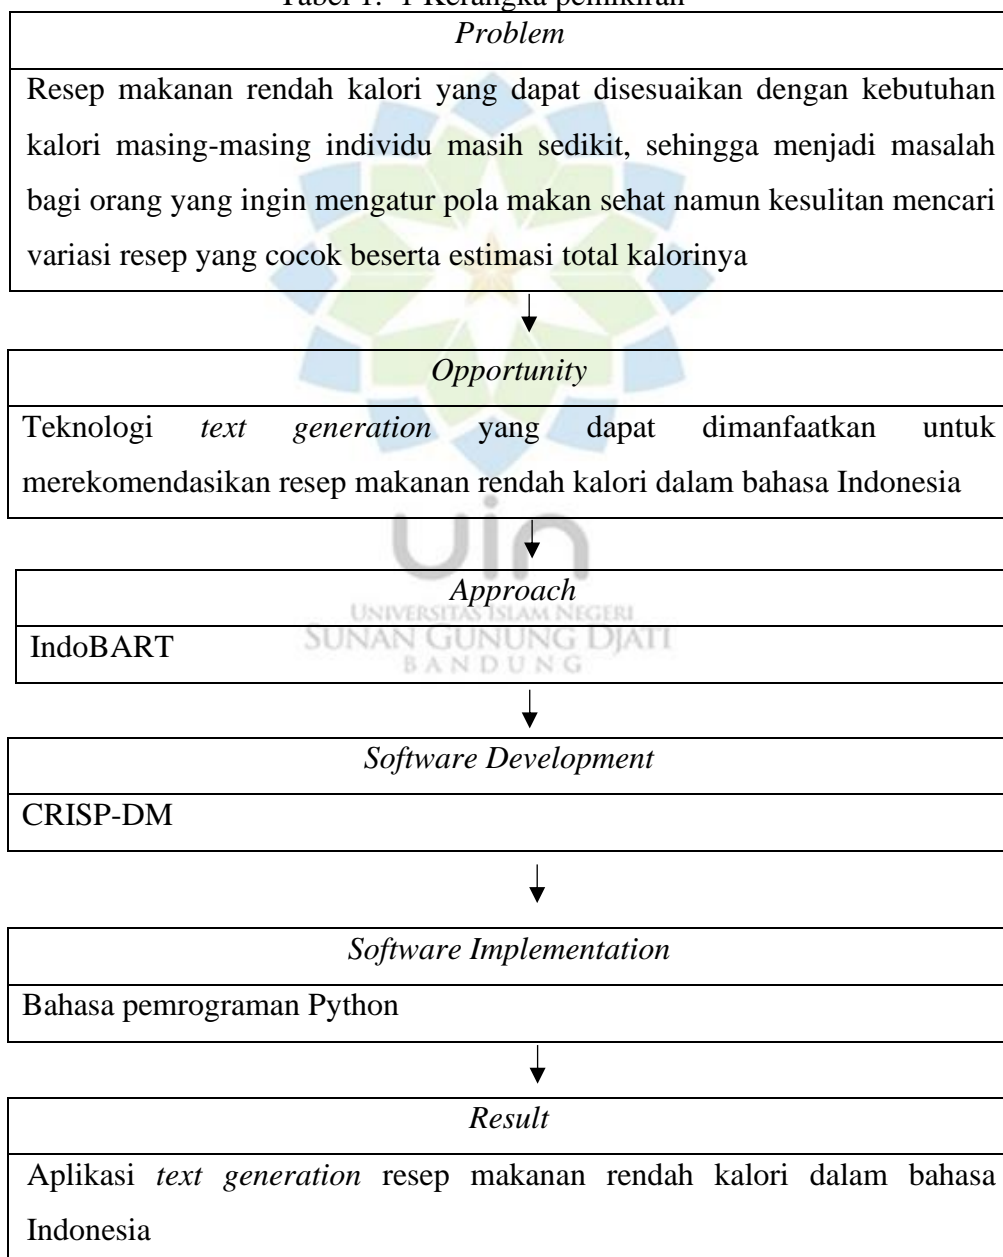 Tabel 1. 1 Kerangka pemikiran
Problem
Resep makanan rendah kalori yang dapat disesuaikan dengan kebutuhan
kalori masing-masing individu masih sedikit, sehingga menjadi masalah
bagi orang yang ingin mengatur pola makan sehat namun kesulitan mencari
variasi resep yang cocok beserta estimasi total kalorinya
Opportunity
Teknologi text generation yang dapat dimanfaatkan untuk
merekomendasikan resep makanan rendah kalori dalam bahasa Indonesia
uin
Approach
UNIVERSITAS ISLAM NEGERI
SUNAN GUNUNG DJATI
IndoBART
BANDUNG
Software Development
CRISP-DM
Software Implementation
Bahasa pemrograman Python
Result
Aplikasi text generation resep makanan rendah kalori dalam bahasa
Indonesia